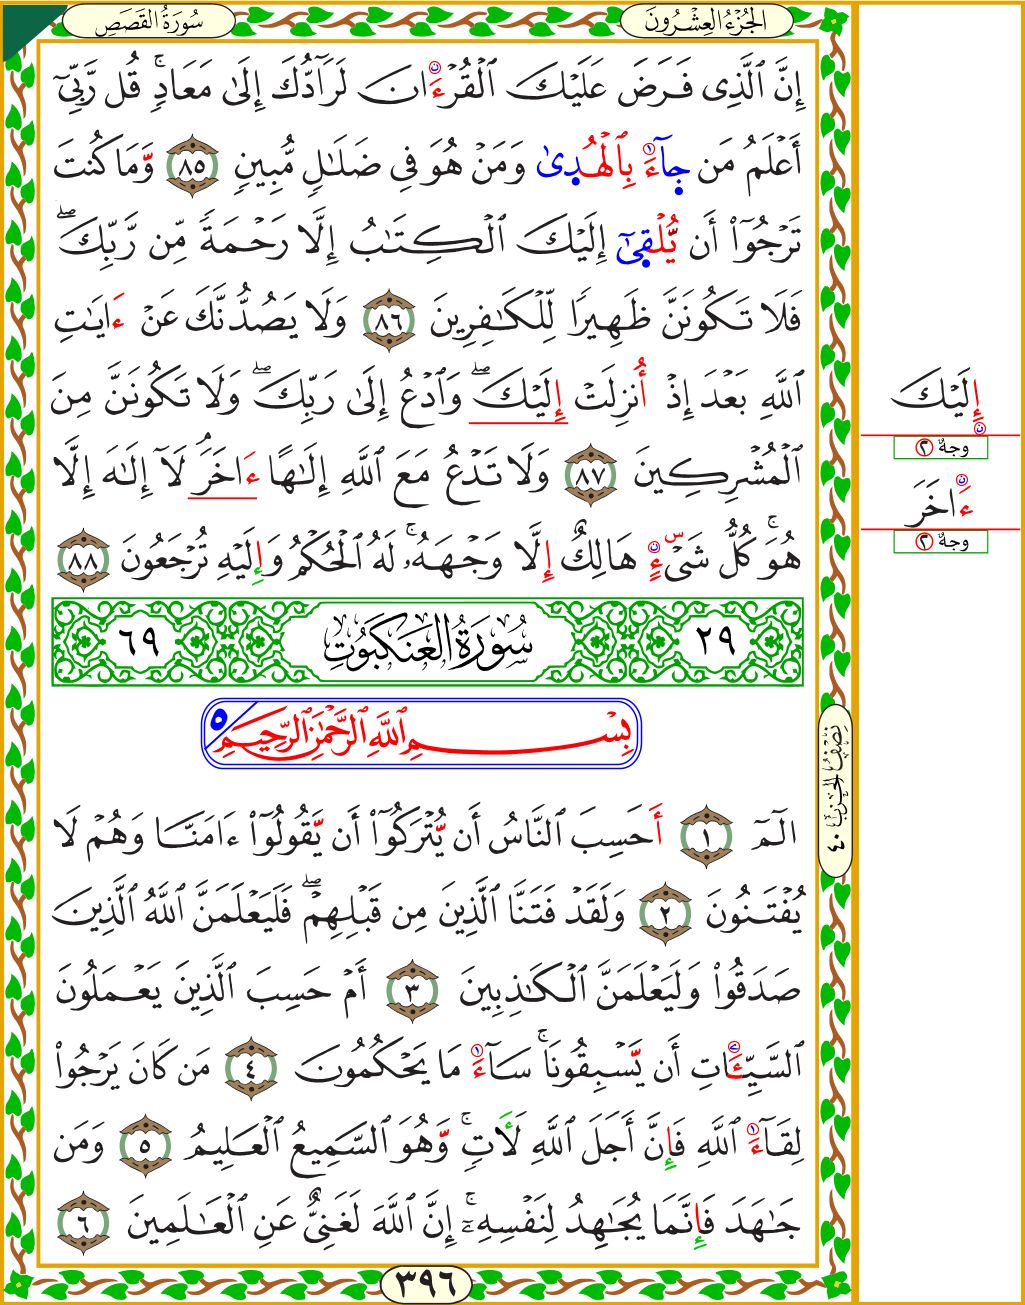 الجُزْءُ العِشْرُونَ
سُورَةُ القَصَصِ
إِنَّ ٱلَّذِى فَرَضَ عَلَيْكَ ٱلْقُرْءَانَ لَرَآدُّكَ إِلَىٰ مَعَادٍۚ قُل رَّبِّىٓ
أَعْلَمُ مَن جَآءَ بِٱلْهُدَىٰ وَمَنْ هُوَ فِى ضَلَـٰلٍ مُّبِينٍ ٨٥ وَمَا كُنتَ
تَرْجُوٓا۟ أَن يُلْقَىٰٓ إِلَيْكَ ٱلْكِتَـٰبُ إِلَّا رَحْمَةً مِّن رَّبِّكَۖ
فَلَا تَكُونَنَّ ظَهِيرًا لِّلْكَـٰفِرِينَ ٨٦ وَلَا يَصُدُّنَّكَ عَنْ ءَايَـٰتِ
ٱللَّهِ بَعْدَ إِذْ أُنزِلَتْ إِلَيْكَۖ وَٱدْعُ إِلَىٰ رَبِّكَۖ وَلَا تَكُونَنَّ مِنَ
ٱلْمُشْرِكِينَ ٨٧ وَلَا تَدْعُ مَعَ ٱللَّهِ إِلَـٰهًا ءَاخَرَۘ لَآ إِلَـٰهَ إِلَّا
هُوَۚ كُلُّ شَىْءٍ هَالِكٌ إِلَّا وَجْهَهُۥۚ لَهُ ٱلْحُكْمُ وَإِلَيْهِ تُرْجَعُونَ ٨٨
٢٩ سُورَةُ العَنكَبُوتِ ٦٩
بِسْمِ ٱللَّهِ ٱلرَّحْمَـٰنِ ٱلرَّحِيمِ ٥
الٓمٓ ١ أَحَسِبَ ٱلنَّاسُ أَن يُتْرَكُوٓا۟ أَن يَقُولُوٓا۟ ءَامَنَّا وَهُمْ لَا
يُفْتَنُونَ ٢ وَلَقَدْ فَتَنَّا ٱلَّذِينَ مِن قَبْلِهِمْۖ فَلَيَعْلَمَنَّ ٱللَّهُ ٱلَّذِينَ
صَدَقُوا۟ وَلَيَعْلَمَنَّ ٱلْكَـٰذِبِينَ ٣ أَمْ حَسِبَ ٱلَّذِينَ يَعْمَلُونَ
ٱلسَّيِّـَٔاتِ أَن يَسْبِقُونَاۚ سَآءَ مَا يَحْكُمُونَ ٤ مَن كَانَ يَرْجُوا۟
لِقَآءَ ٱللَّهِ فَإِنَّ أَجَلَ ٱللَّهِ لَـَٔاتٍۚ وَهُوَ ٱلسَّمِيعُ ٱلْعَلِيمُ ٥ وَمَن
جَـٰهَدَ فَإِنَّمَا يُجَـٰهِدُ لِنَفْسِهِۦٓۚ إِنَّ ٱللَّهَ لَغَنِىٌّ عَنِ ٱلْعَـٰلَمِينَ ٦
٣٩٦
نِصْفُ الحِزْبِ ٤٠
إِلَيْكَ
وجهٌ ٢
ءَاخَرَ
وجهٌ ٢